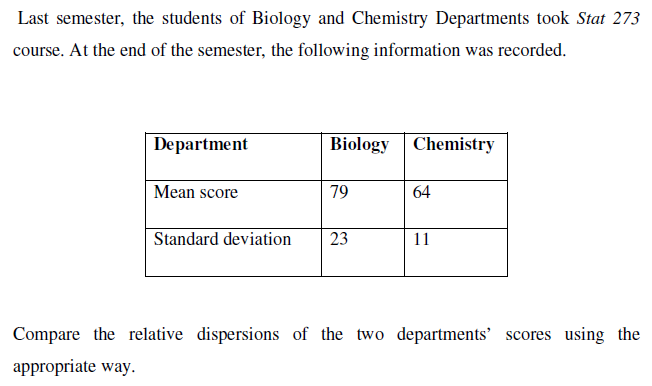 Last semester, the students of Biology and Chemistry Departments took Stat 273
course. At the end of the semester, the following information was recorded.
Department Biology Chemistry
Mean score 79 64
Standard deviation 23 11
Compare the relative dispersions of the two departments’ scores using the
appropriate way.